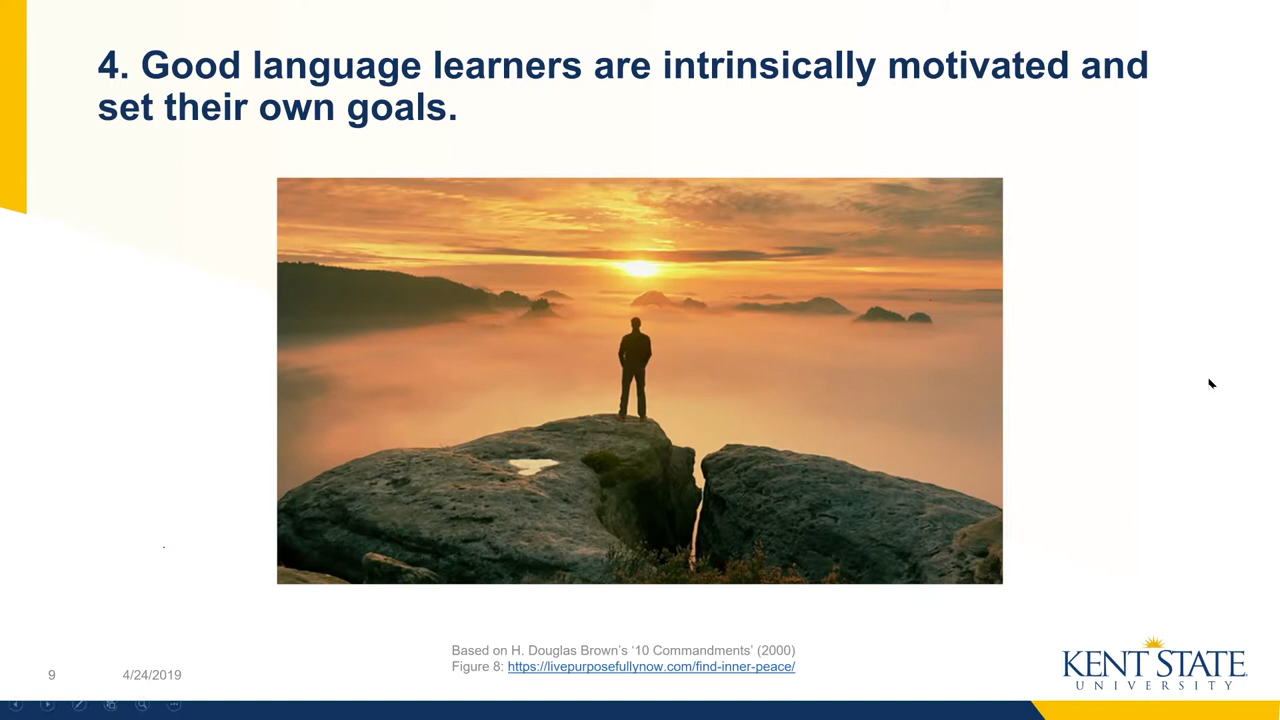 4. Good language learners are intrinsically motivated and
set their own goals.
Based on H. Douglas Brown's ‘10 Commandments’ (2000)
Figure 8: https://livepurposefullynow.com/find-inner-peace/
9
4/24/2019
KENT STATE
UNIVERSITY